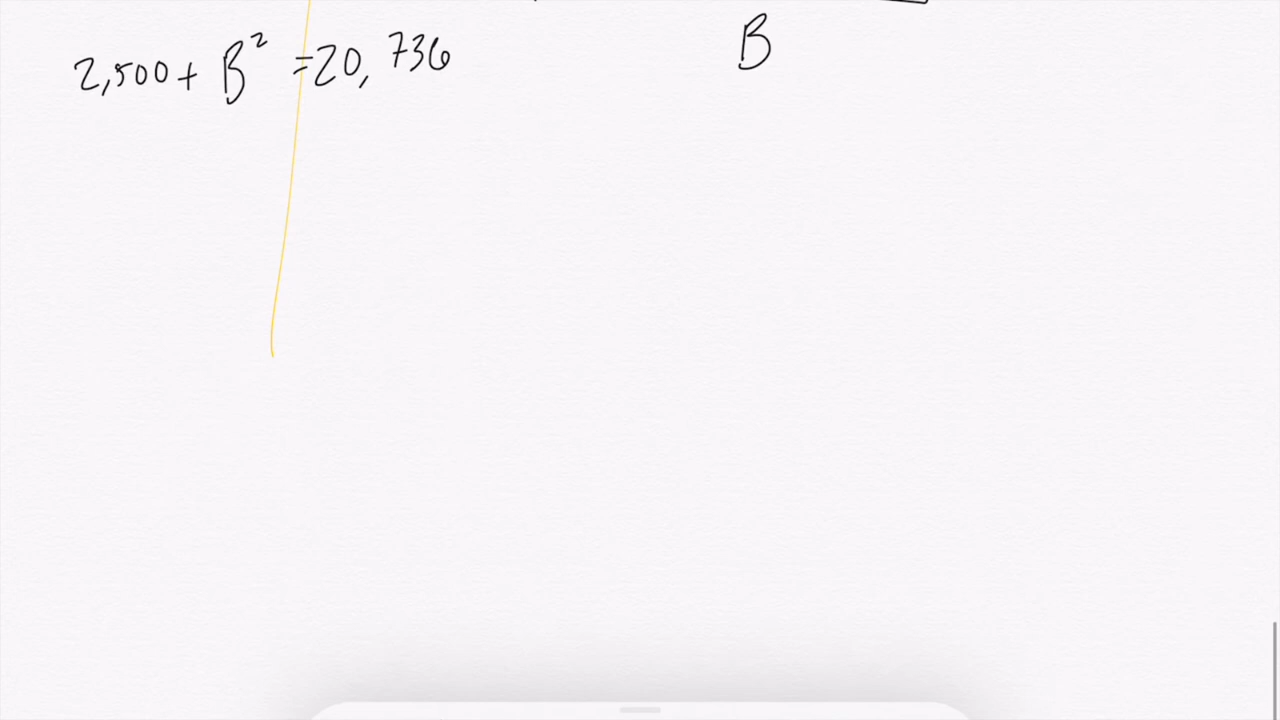 2,500 + B² = 20,736
B